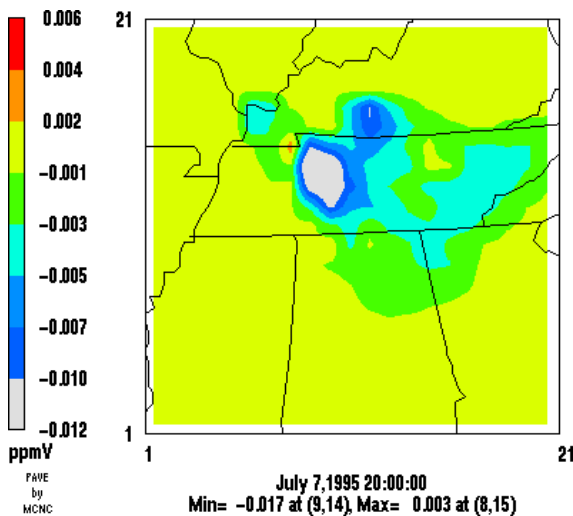 0.006
0.004
0.002
−0.001
−0.003
−0.005
−0.007
−0.010
−0.012
ppmV
PAVE
by
MCNC
21
1
1
21
July 7,1995 20:00:00
Min= −0.017 at (9,14), Max= 0.003 at (8,15)